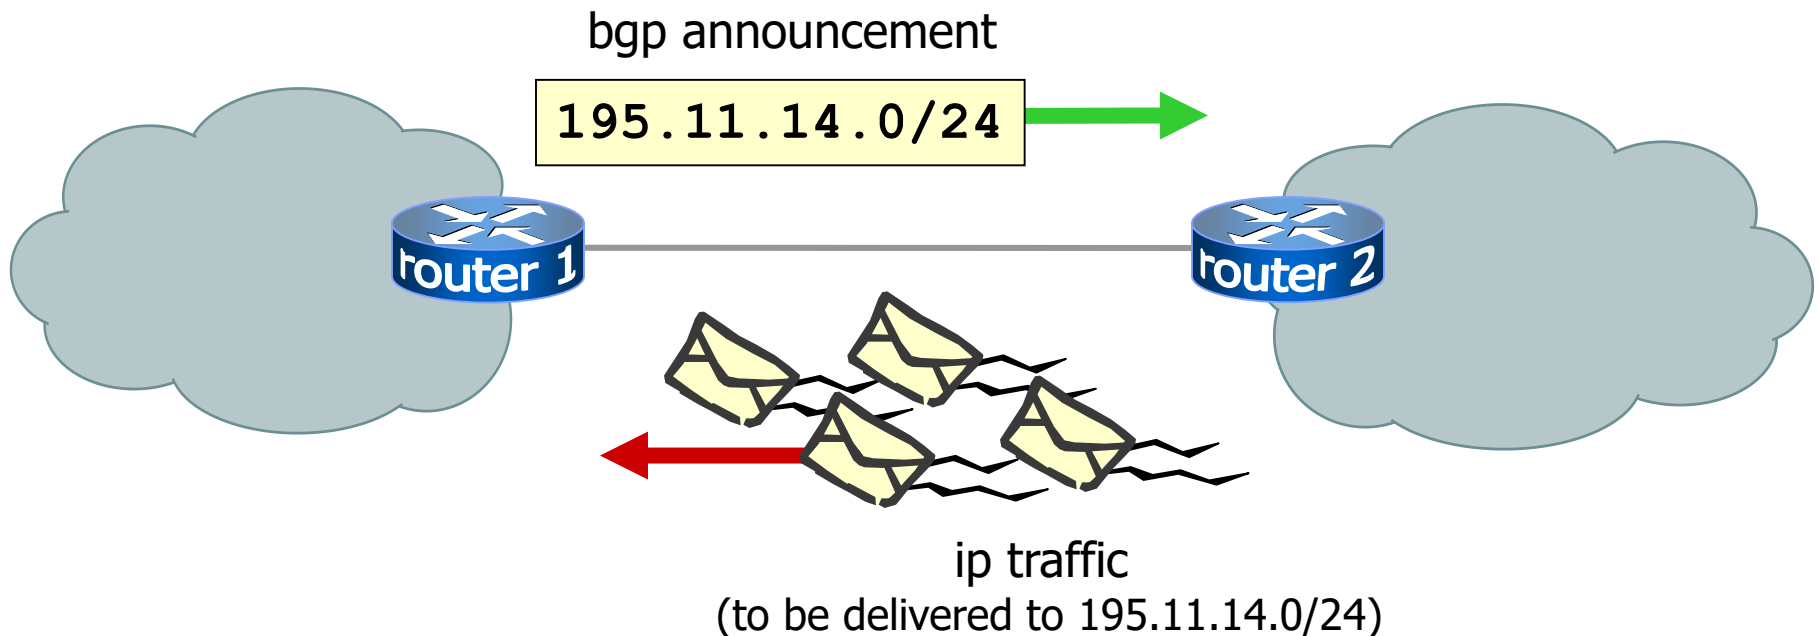 bgp announcement
195.11.14.0/24
router 1
router 2
ip traffic
(to be delivered to 195.11.14.0/24)